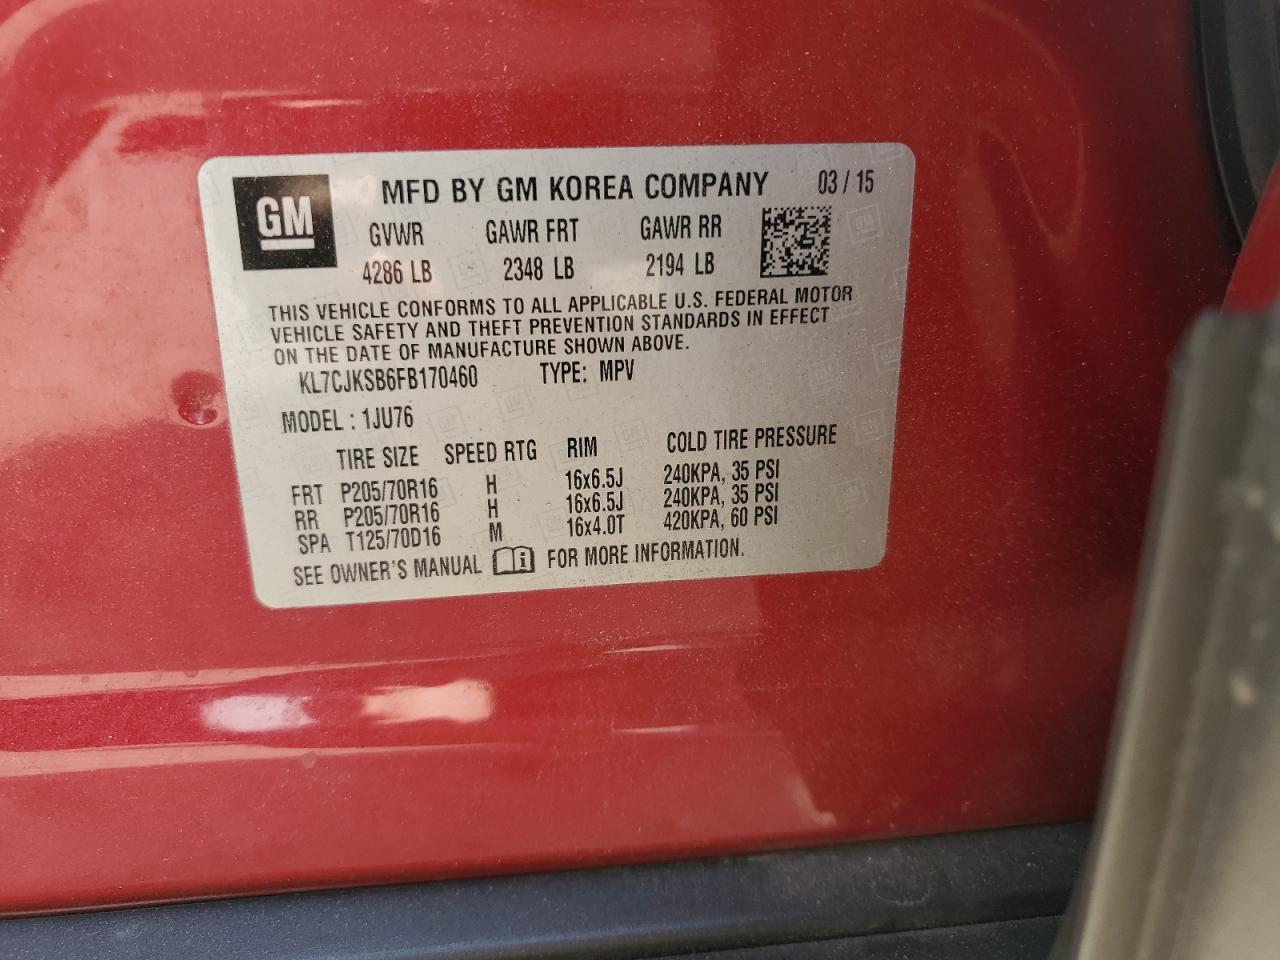 GM
MFD BY GM KOREA COMPANY 03 / 15
GVWR GAWR FRT GAWR RR
4286 LB 2348 LB 2194 LB
THIS VEHICLE CONFORMS TO ALL APPLICABLE U.S. FEDERAL MOTOR
VEHICLE SAFETY AND THEFT PREVENTION STANDARDS IN EFFECT
ON THE DATE OF MANUFACTURE SHOWN ABOVE.
KL7CJKSB6FB170460 TYPE: MPV
MODEL : 1JU76
TIRE SIZE SPEED RTG RIM COLD TIRE PRESSURE
FRT P205/70R16 H 16x6.5J 240KPA, 35 PSI
RR P205/70R16 H 16x6.5J 240KPA, 35 PSI
SPA T125/70D16 M 16x4.0T 420KPA, 60 PSI
SEE OWNER'S MANUAL FOR MORE INFORMATION.